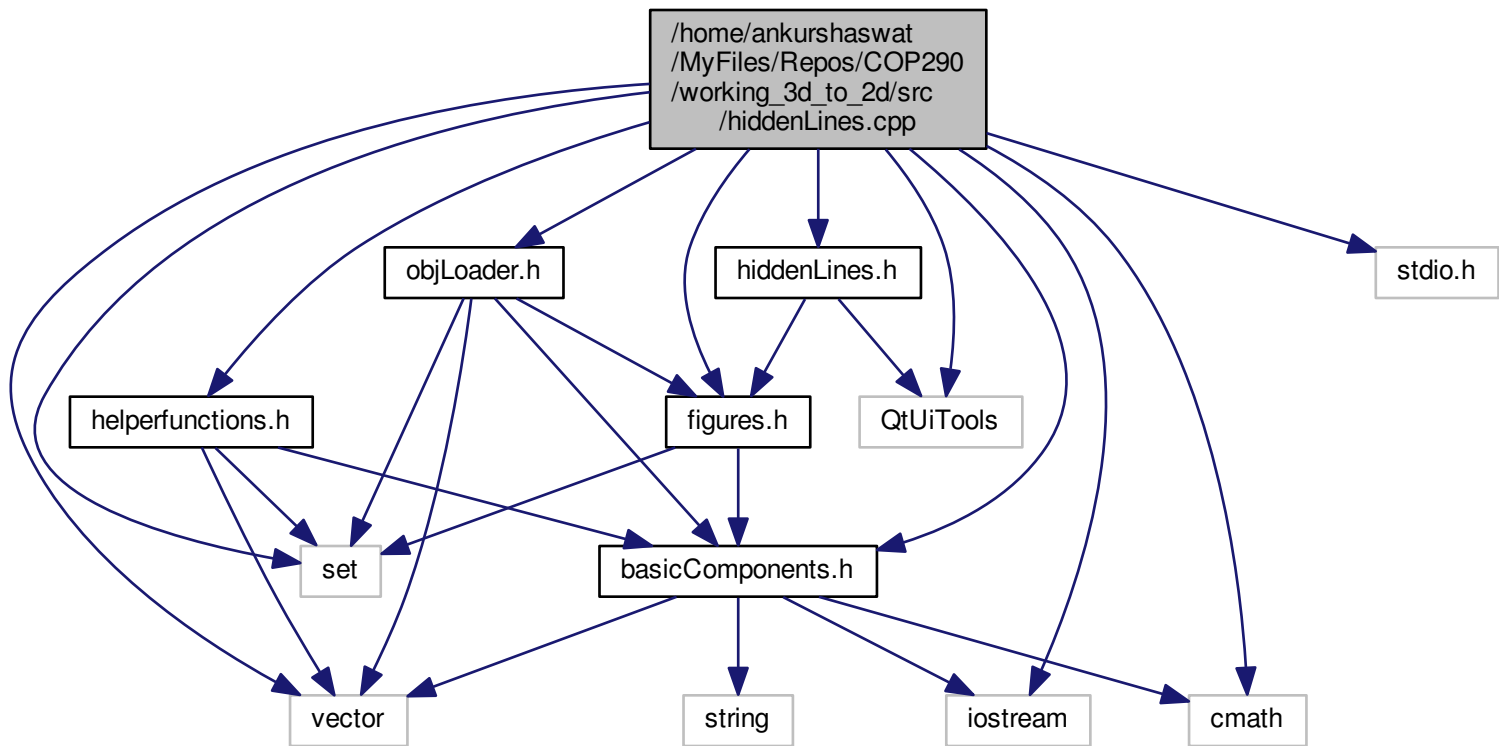 /home/ankurshaswat
/MyFiles/Repos/COP290
/working_3d_to_2d/src
/hiddenLines.cpp
objLoader.h
hiddenLines.h
stdio.h
helperfunctions.h
figures.h
QtUiTools
set
basicComponents.h
vector
string
iostream
cmath